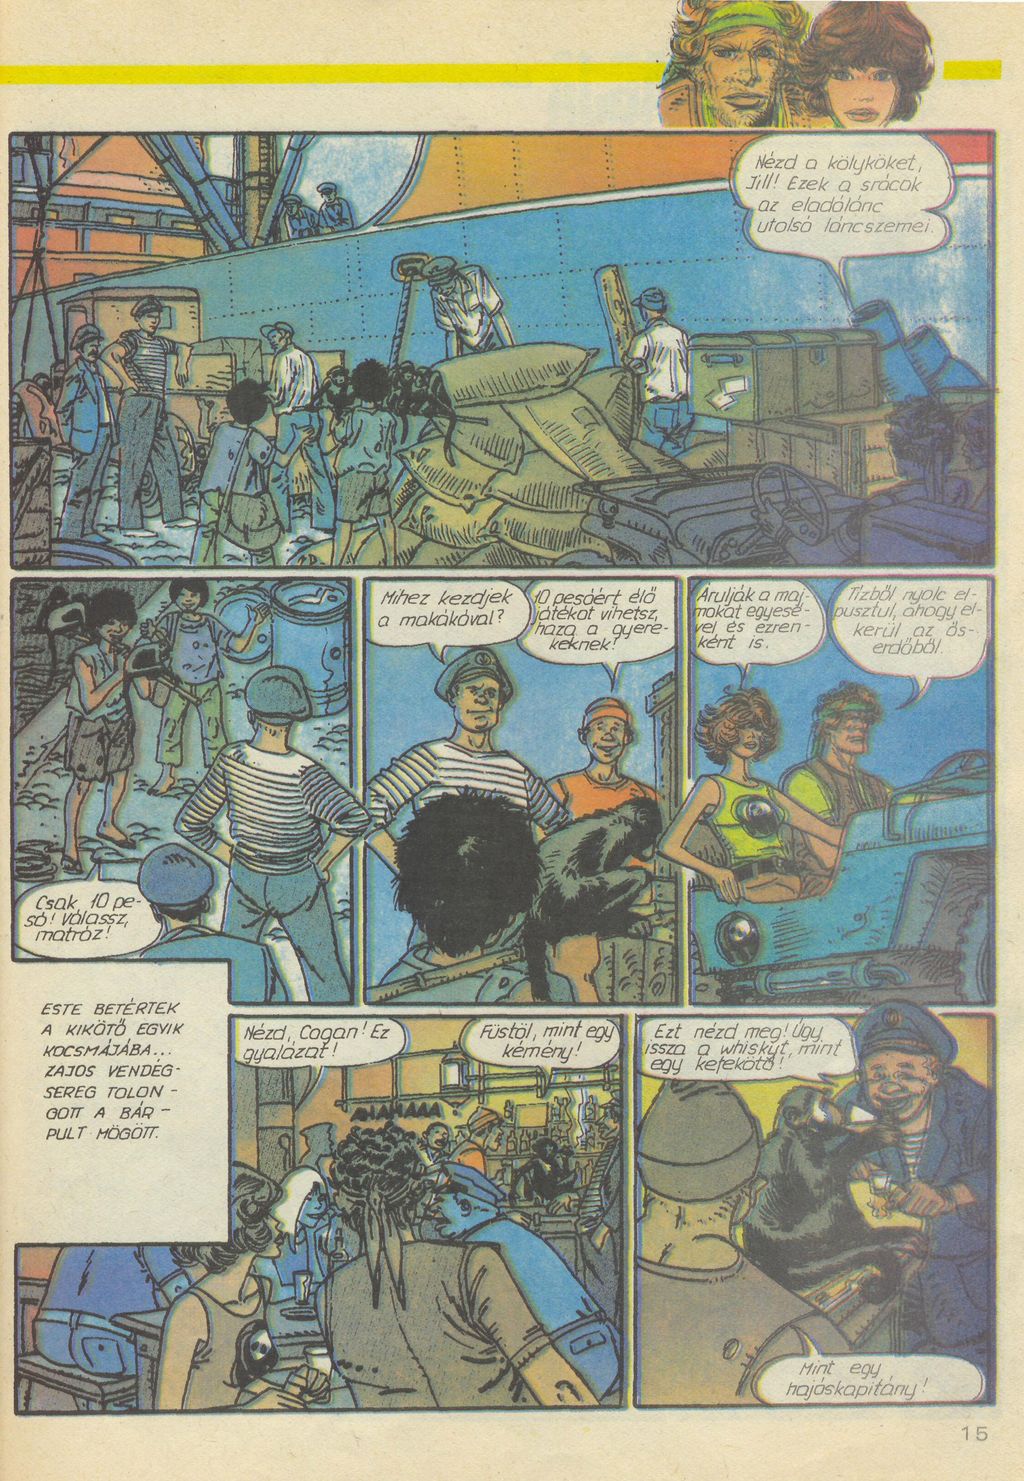 Nézd a kölyköket,
Jill! Ezek a srácok
az eladólánc
utolsó láncszemei.
Csak 10 pe-
só! Válassz,
matróz!
Mihez kezdjek
a makákóval?
10 pesóért élő
játékot vihetsz
haza a gyere-
keknek!
Árulják a maj-
mokat egyese-
vel és ezren-
ként is.
Tízből nyolc el-
pusztul, ahogy el-
kerül az ős-
erdőből.
ESTE BETÉRTEK
A KIKÖTŐ EGYIK
KOCSMÁJÁBA...
ZAJOS VENDÉG-
SEREG TOLON-
GOTT A BÁR-
PULT MÖGÖTT.
Nézd, Cagan! Ez
gyalázat!
Füstöl, mint egy
kémény!
Ezt nézd meg! Úgy
issza a whiskyt, mint
egy kefekötő!
Mint egy
hajóskapitány!
15